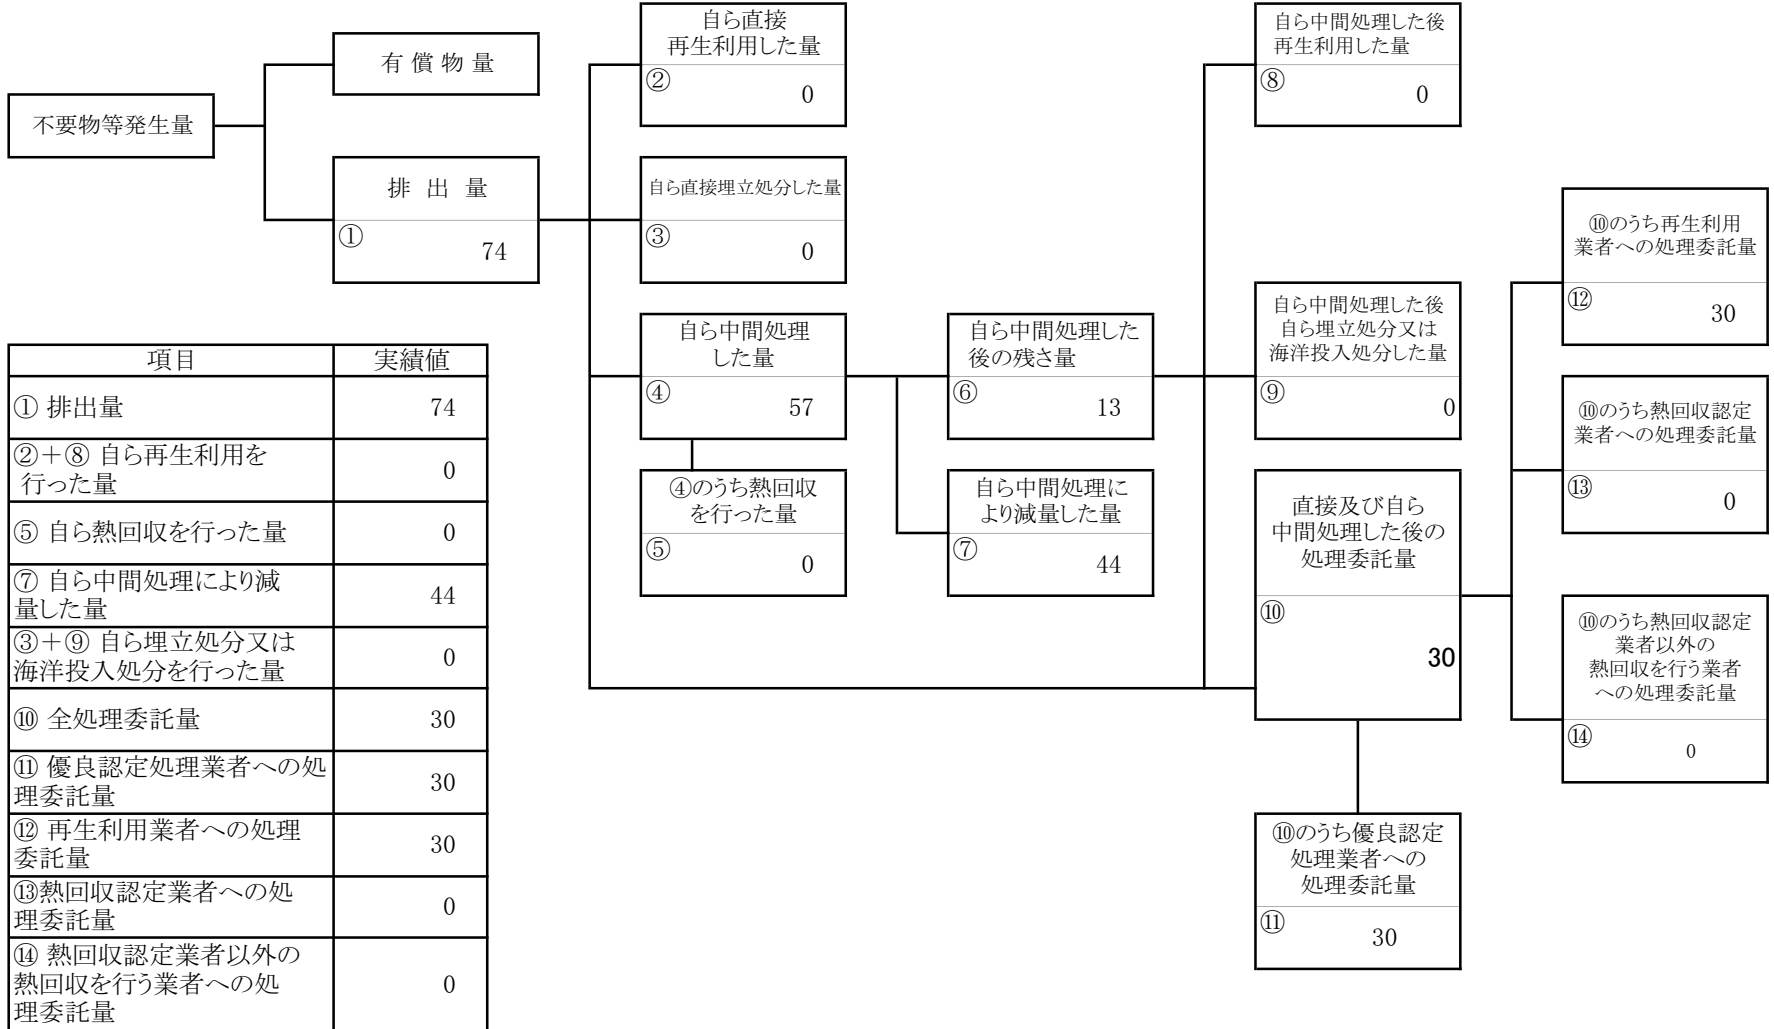 不要物等発生量
有 償 物 量
排 出 量
①
74
自ら直接
再生利用した量
②
0
自ら直接埋立処分した量
③
0
自ら中間処理
した量
④
57
④のうち熱回収
を行った量
⑤
0
自ら中間処理した
後の残さ量
⑥
13
自ら中間処理に
より減量した量
⑦
44
自ら中間処理した後
再生利用した量
⑧
0
自ら中間処理した後
自ら埋立処分又は
海洋投入処分した量
⑨
0
直接及び自ら
中間処理した後の
処理委託量
⑩
30
⑩のうち優良認定
処理業者への
処理委託量
⑪
30
⑩のうち再生利用
業者への処理委託量
⑫
30
⑩のうち熱回収認定
業者への処理委託量
⑬
0
⑩のうち熱回収認定
業者以外の
熱回収を行う業者
への処理委託量
⑭
0
項目 実績値
① 排出量 74
②＋⑧ 自ら再生利用を
行った量 0
⑤ 自ら熱回収を行った量 0
⑦ 自ら中間処理により減
量した量 44
③＋⑨ 自ら埋立処分又は
海洋投入処分を行った量 0
⑩ 全処理委託量 30
⑪ 優良認定処理業者への処
理委託量 30
⑫ 再生利用業者への処理
委託量 30
⑬熱回収認定業者への処
理委託量 0
⑭ 熱回収認定業者以外の
熱回収を行う業者への処
理委託量 0